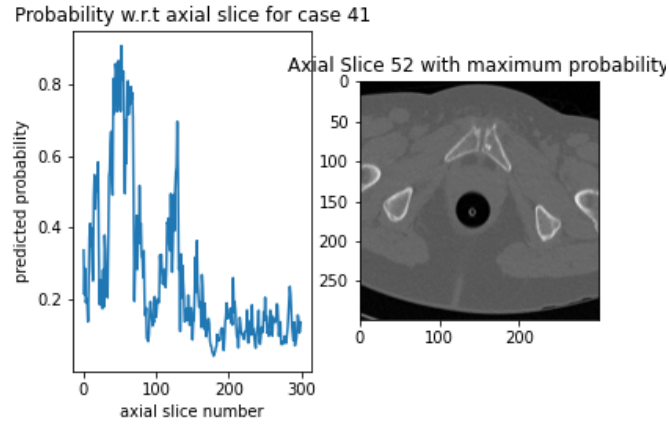 Probability w.r.t axial slice for case 41
0.8
0.6
0.4
0.2
predicted probability
0 100 200 300
axial slice number
Axial Slice 52 with maximum probability
0
50
100
150
200
250
0 100 200